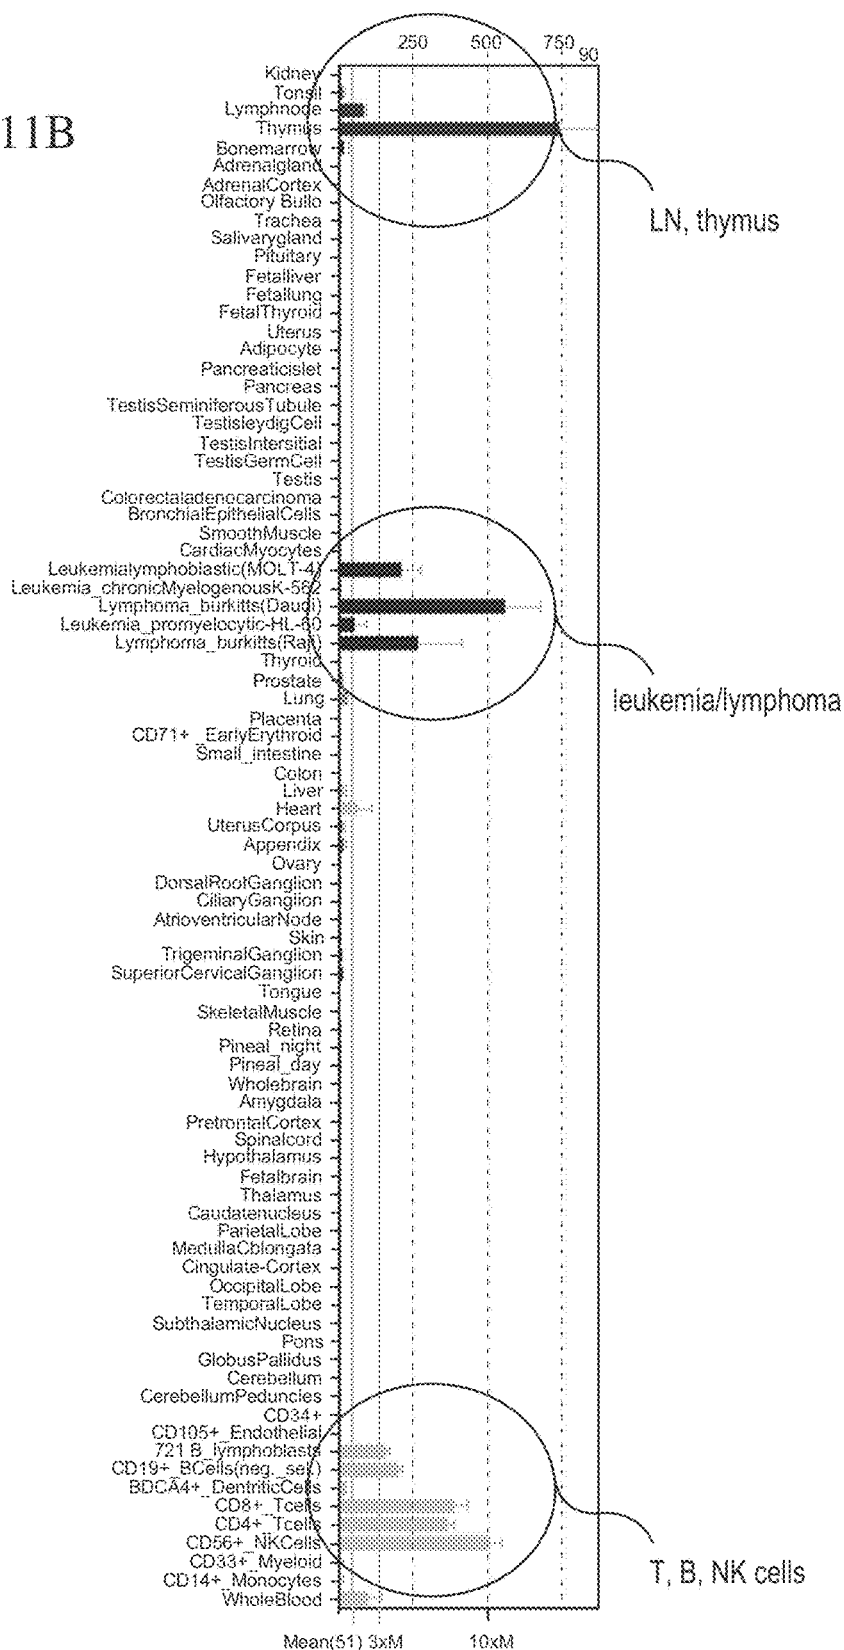 250 500 750
90
11B
Kidney
Tonsil
Lymphnode
Thymus
Bonemarrow
Adrenalgland
AdrenalCortex
Olfactory Bullo
Trachea
Salivarygland
Pituitary
Fetalliver
Fetallung
FetalThyroid
Uterus
Adipocyte
Pancreaticislet
Pancreas
TestisSeminiferousTubule
TestisleydigCell
TestisIntersitial
TestisGermCell
Testis
Colorectaladenocarcinoma
BronchialEpithelialCells
SmoothMuscle
CardiacMyocytes
Leukemialymphoblastic(MOLT-4)
Leukemia_chronicMyelogenousK-562
Lymphoma_burkitts(Daudi)
Leukemia_promyelocytic-HL-60
Lymphoma_burkitts(Raji)
Thyroid
Prostate
Lung
Placenta
CD71+_EarlyErythroid
Small_intestine
Colon
Liver
Heart
UterusCorpus
Appendix
Ovary
DorsalRootGanglion
CiliaryGanglion
AtrioventricularNode
Skin
TrigeminalGanglion
SuperiorCervicalGanglion
Tongue
SkeletalMuscle
Retina
Pineal_night
Pineal_day
Wholebrain
Amygdala
PretrontalCortex
Spinalcord
Hypothalamus
Fetalbrain
Thalamus
Caudatenucleus
ParietalLobe
MedullaOblongata
Cingulate-Cortex
OccipitalLobe
TemporalLobe
SubthalamicNucleus
Pons
GlobusPallidus
Cerebellum
CerebellumPeduncies
CD34+
CD105+_Endothelial
721 B_lymphoblasts
CD19+_BCells(neg._sel.)
BDCA4+_DentriticCells
CD8+_Tcells
CD4+_Tcells
CD56+_NKCells
CD33+_Myeloid
CD14+_Monocytes
WholeBlood
Mean(51) 3xM 10xM
LN, thymus
leukemia/lymphoma
T, B, NK cells